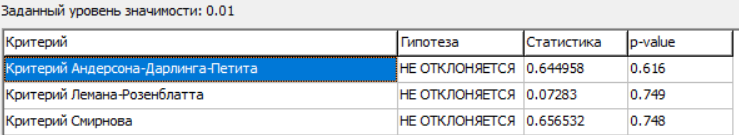 Заданный уровень значимости: 0.01
Критерий Гипотеза Статистика p-value
Критерий Андерсона-Дарлинга-Петита НЕ ОТКЛОНЯЕТСЯ 0.644958 0.616
Критерий Лемана-Розенблатта НЕ ОТКЛОНЯЕТСЯ 0.07283 0.749
Критерий Смирнова НЕ ОТКЛОНЯЕТСЯ 0.656532 0.748